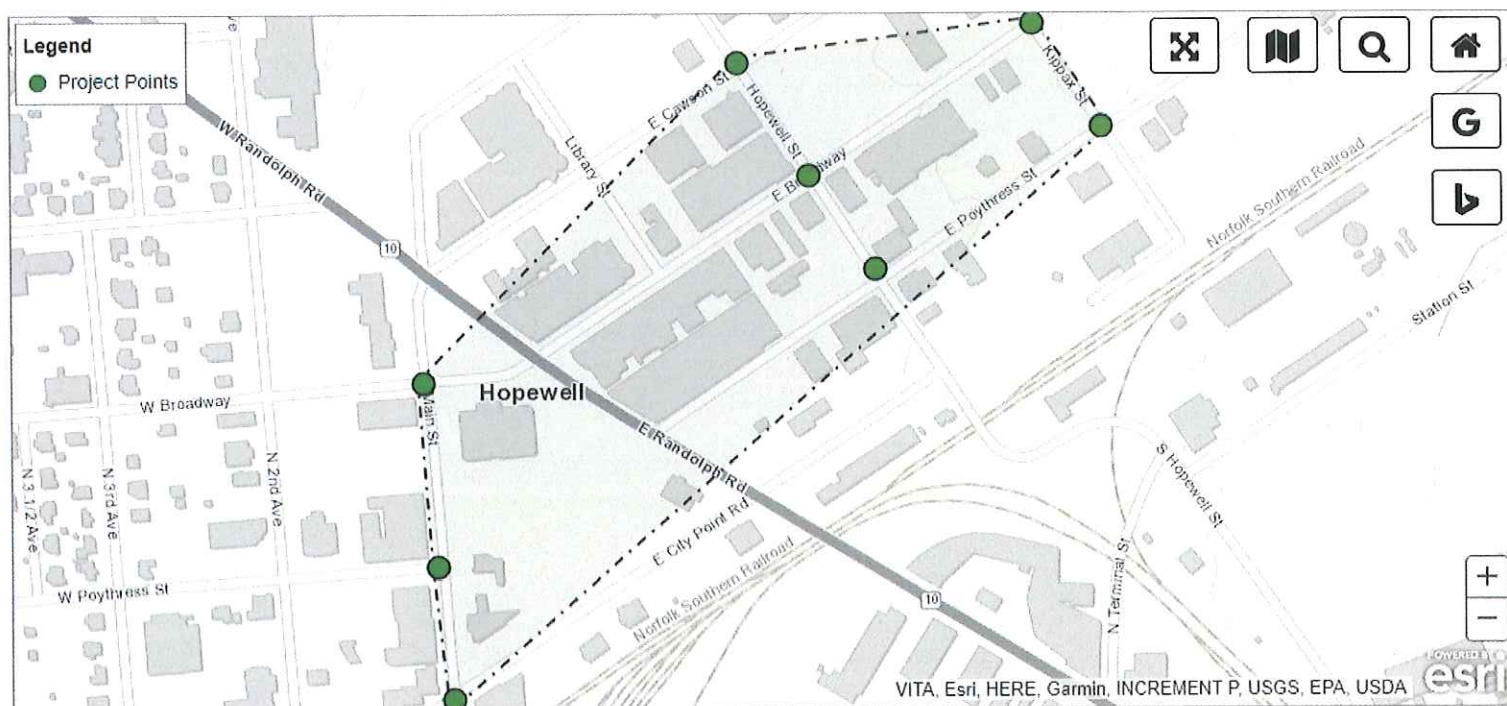 Legend
Project Points
ve
W Randolph Rd
10
E Cawson St
Hopewell St
Kippax St
Library St
E Broadway
E Poythress St
Norfolk Southern Railroad
Station St
G
W Broadway
Main St
Hopewell
E Randolph Rd
N 3 1/2 Ave
N 3rd Ave
N 2nd Ave
S Hopewell St
E City Point Rd
W Poythress St
Norfolk Southern Railroad
10
N Terminal St
+
−
POWERED BY
esri
VITA, Esri, HERE, Garmin, INCREMENT P, USGS, EPA, USDA